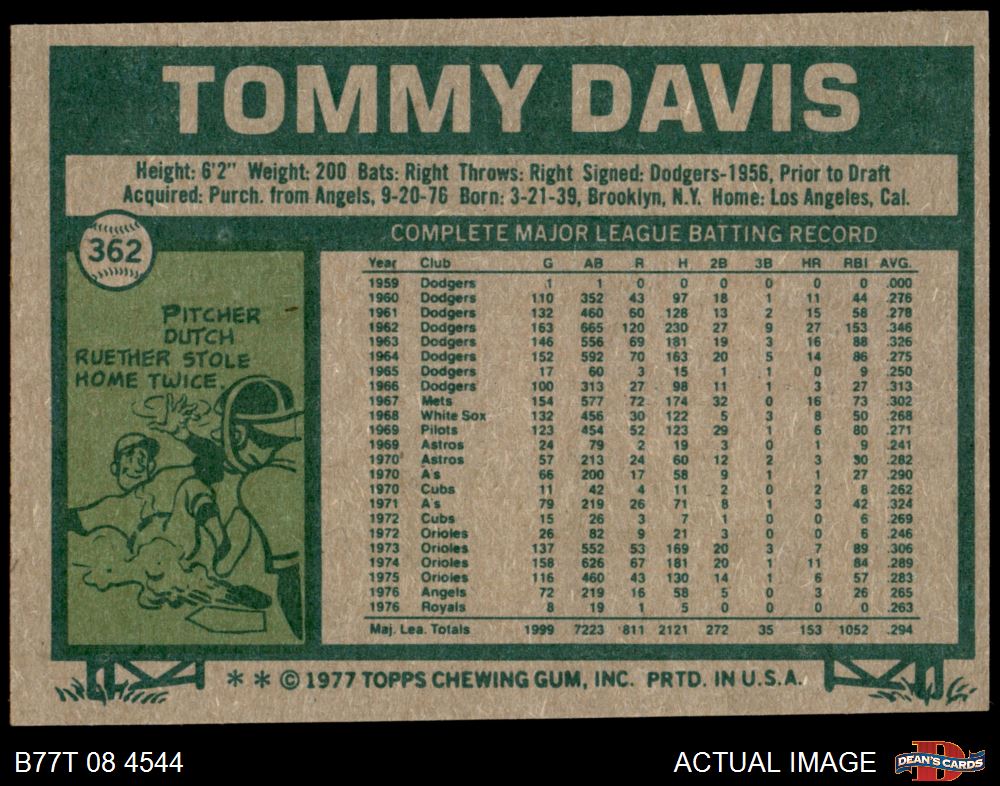 TOMMY DAVIS
Height: 6'2" Weight: 200 Bats: Right Throws: Right Signed: Dodgers-1956, Prior to Draft
Acquired: Purch. from Angels, 9-20-76 Born: 3-21-39, Brooklyn, N.Y. Home: Los Angeles, Cal.
362
PITCHER
DUTCH
RUETHER STOLE
HOME TWICE.
COMPLETE MAJOR LEAGUE BATTING RECORD
Year Club G AB R H 2B 3B HR RBI AVG.
1959 Dodgers 1 1 0 0 0 0 0 0 .000
1960 Dodgers 110 352 43 97 18 1 11 44 .276
1961 Dodgers 132 460 60 128 13 2 15 58 .278
1962 Dodgers 163 665 120 230 27 9 27 153 .346
1963 Dodgers 146 556 69 181 19 3 16 88 .326
1964 Dodgers 152 592 70 163 20 5 14 86 .275
1965 Dodgers 17 60 3 15 1 1 0 9 .250
1966 Dodgers 100 313 27 98 11 1 3 27 .313
1967 Mets 154 577 72 174 32 0 16 73 .302
1968 White Sox 132 456 30 122 5 3 8 50 .268
1969 Pilots 123 454 52 123 29 1 6 80 .271
1969 Astros 24 79 2 19 3 0 1 9 .241
1970 Astros 57 213 24 60 12 2 3 30 .282
1970 A's 66 200 17 58 9 1 1 27 .290
1970 Cubs 11 42 4 11 2 0 2 8 .262
1971 A's 79 219 26 71 8 1 3 42 .324
1972 Cubs 15 26 3 7 1 0 0 6 .269
1972 Orioles 26 82 9 21 3 0 0 6 .246
1973 Orioles 137 552 53 169 20 3 7 89 .306
1974 Orioles 158 626 67 181 20 1 11 84 .289
1975 Orioles 116 460 43 130 14 1 6 57 .283
1976 Angels 72 219 16 58 5 0 3 26 .265
1976 Royals 8 19 1 5 0 0 0 0 .263
Maj. Lea. Totals 1999 7223 811 2121 272 35 153 1052 .294
* * © 1977 TOPPS CHEWING GUM, INC. PRTD. IN U.S.A.
B77T 08 4544
ACTUAL IMAGE
D
DEAN'S CARDS